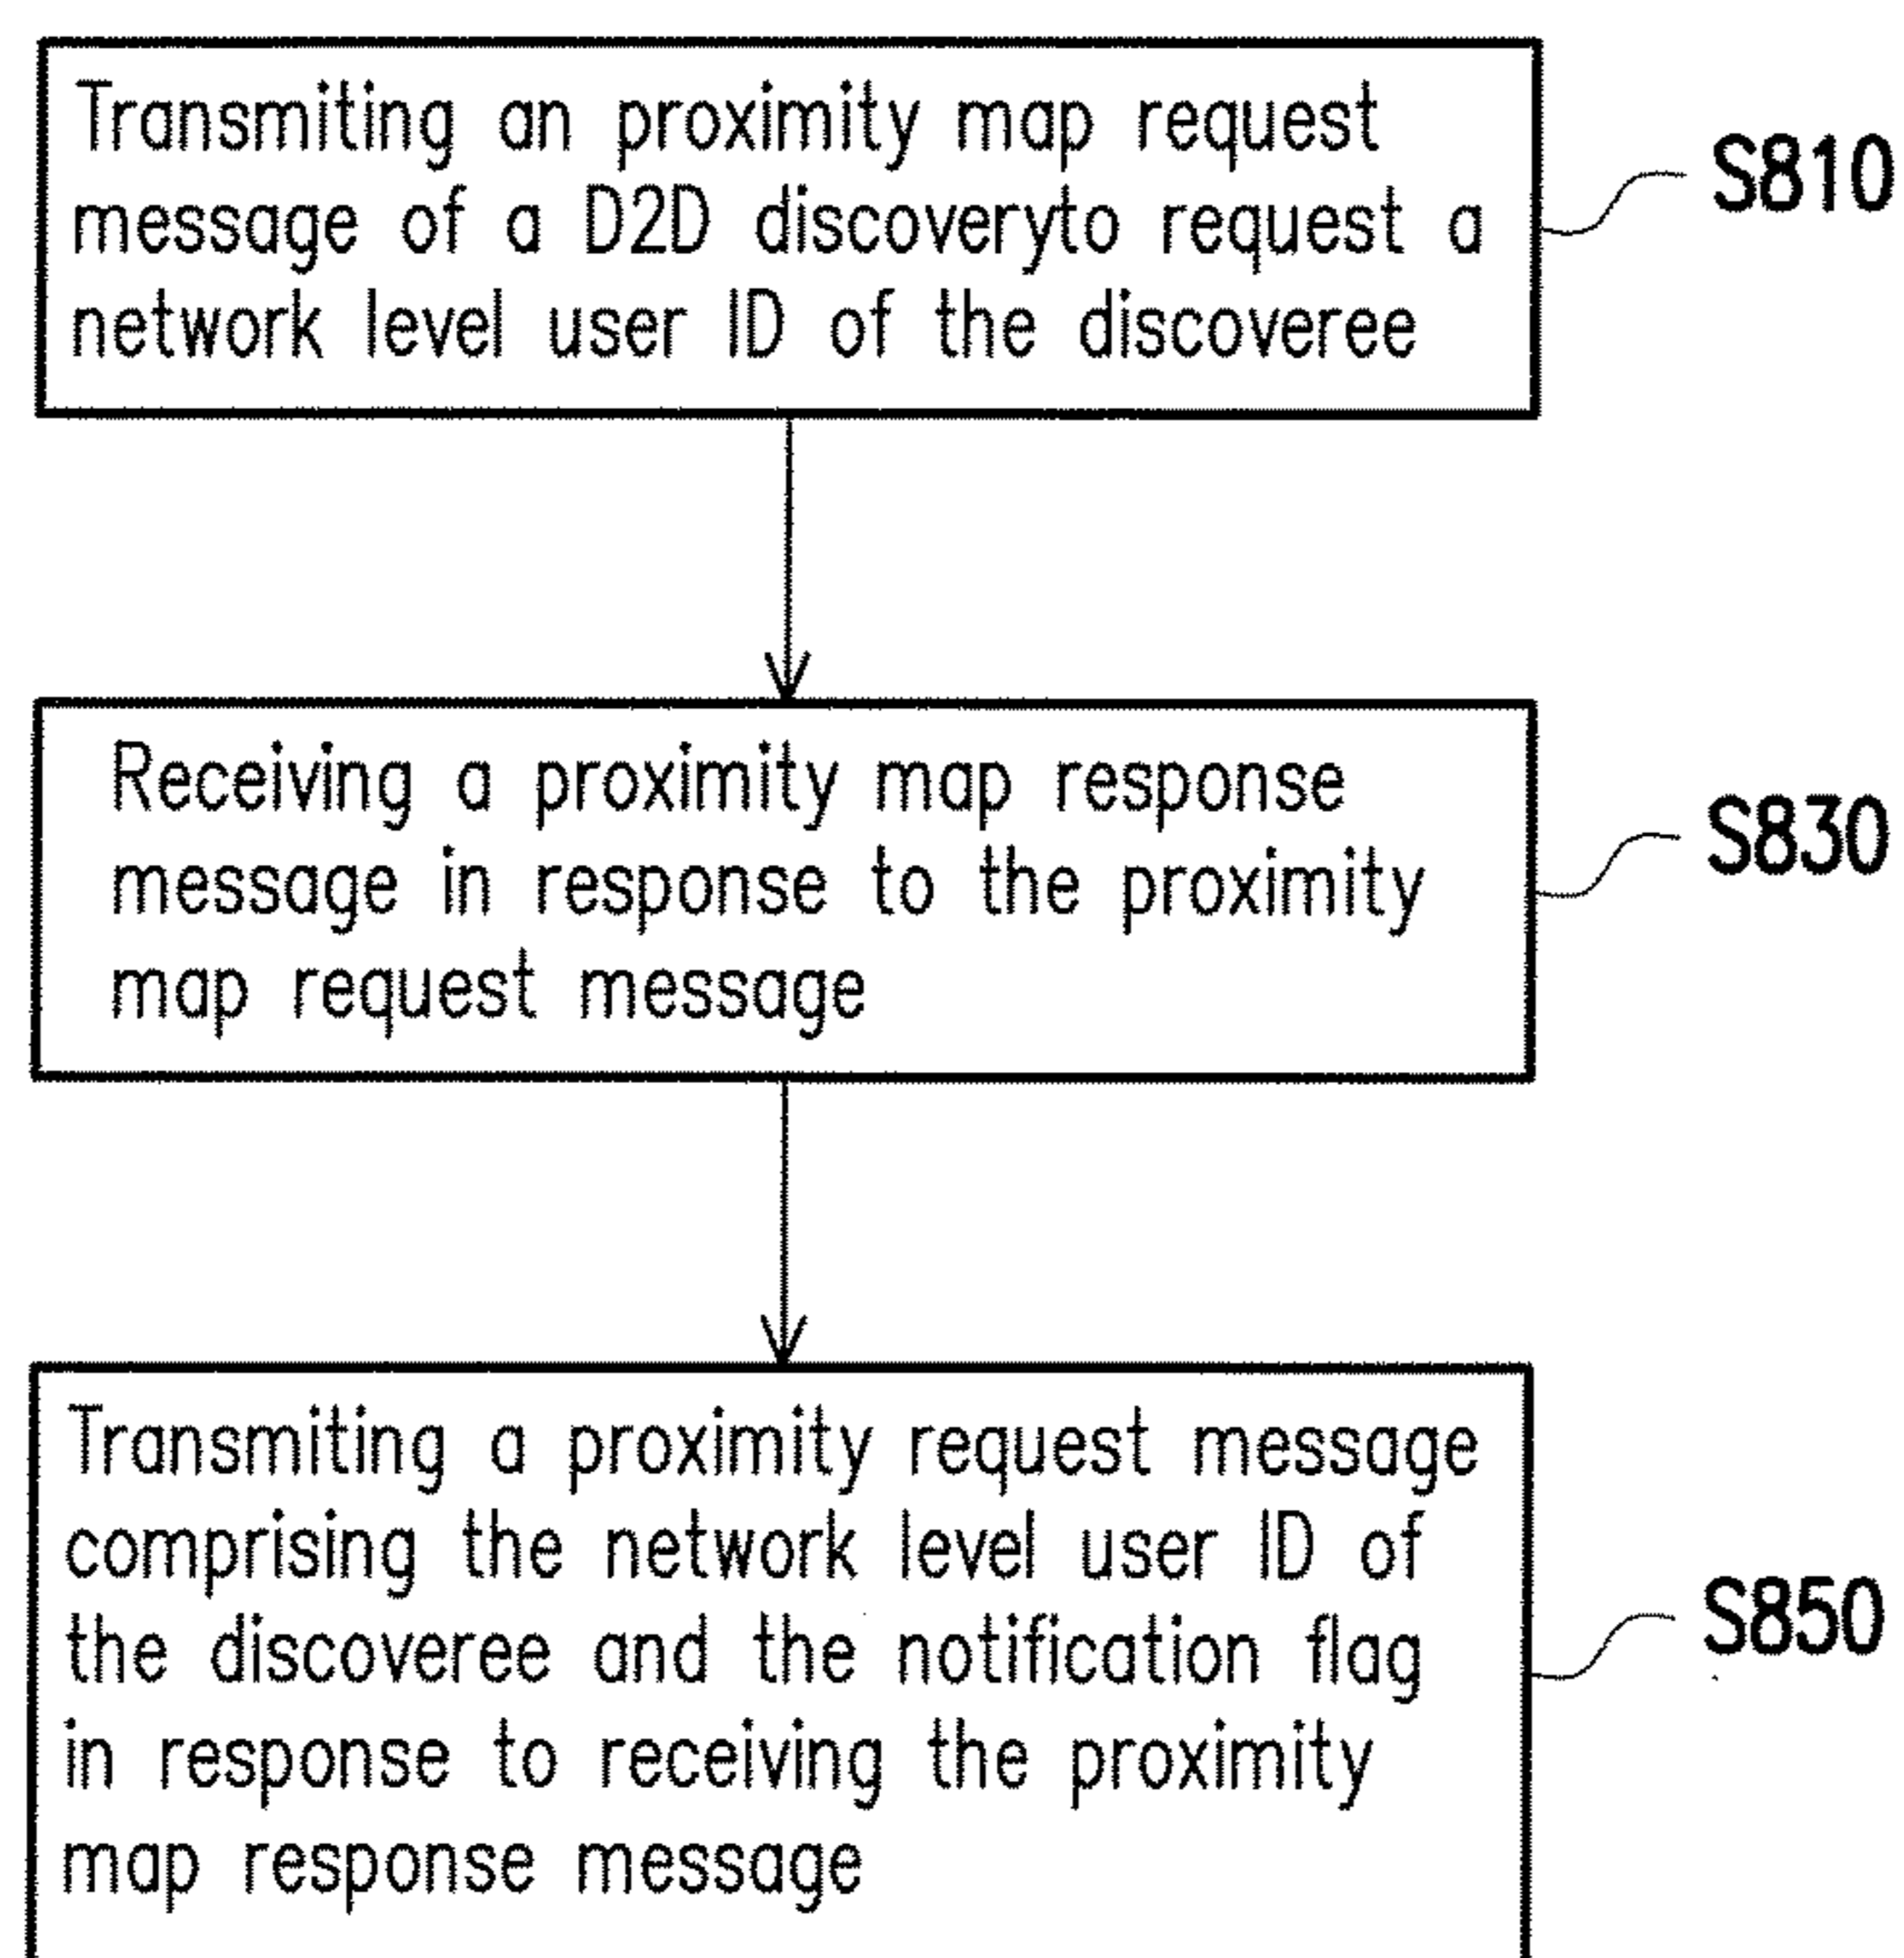 Transmiting an proximity map request
message of a D2D discoveryto request a
network level user ID of the discoveree
S810
Receiving a proximity map response
message in response to the proximity
map request message
S830
Transmiting a proximity request message
comprising the network level user ID of
the discoveree and the notification flag
in response to receiving the proximity
map response message
S850